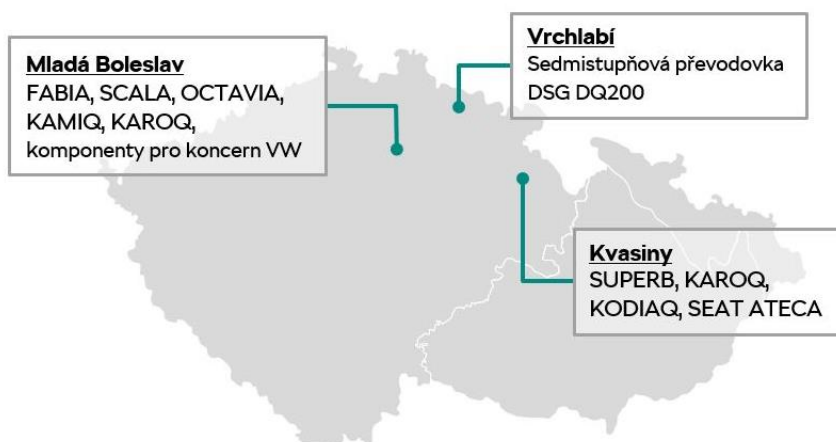 Mladá Boleslav
FABIA, SCALA, OCTAVIA,
KAMIQ, KAROQ,
komponenty pro koncern VW
Vrchlabí
Sedmistupňová převodovka
DSG DQ200
Kvasiny
SUPERB, KAROQ,
KODIAQ, SEAT ATECA